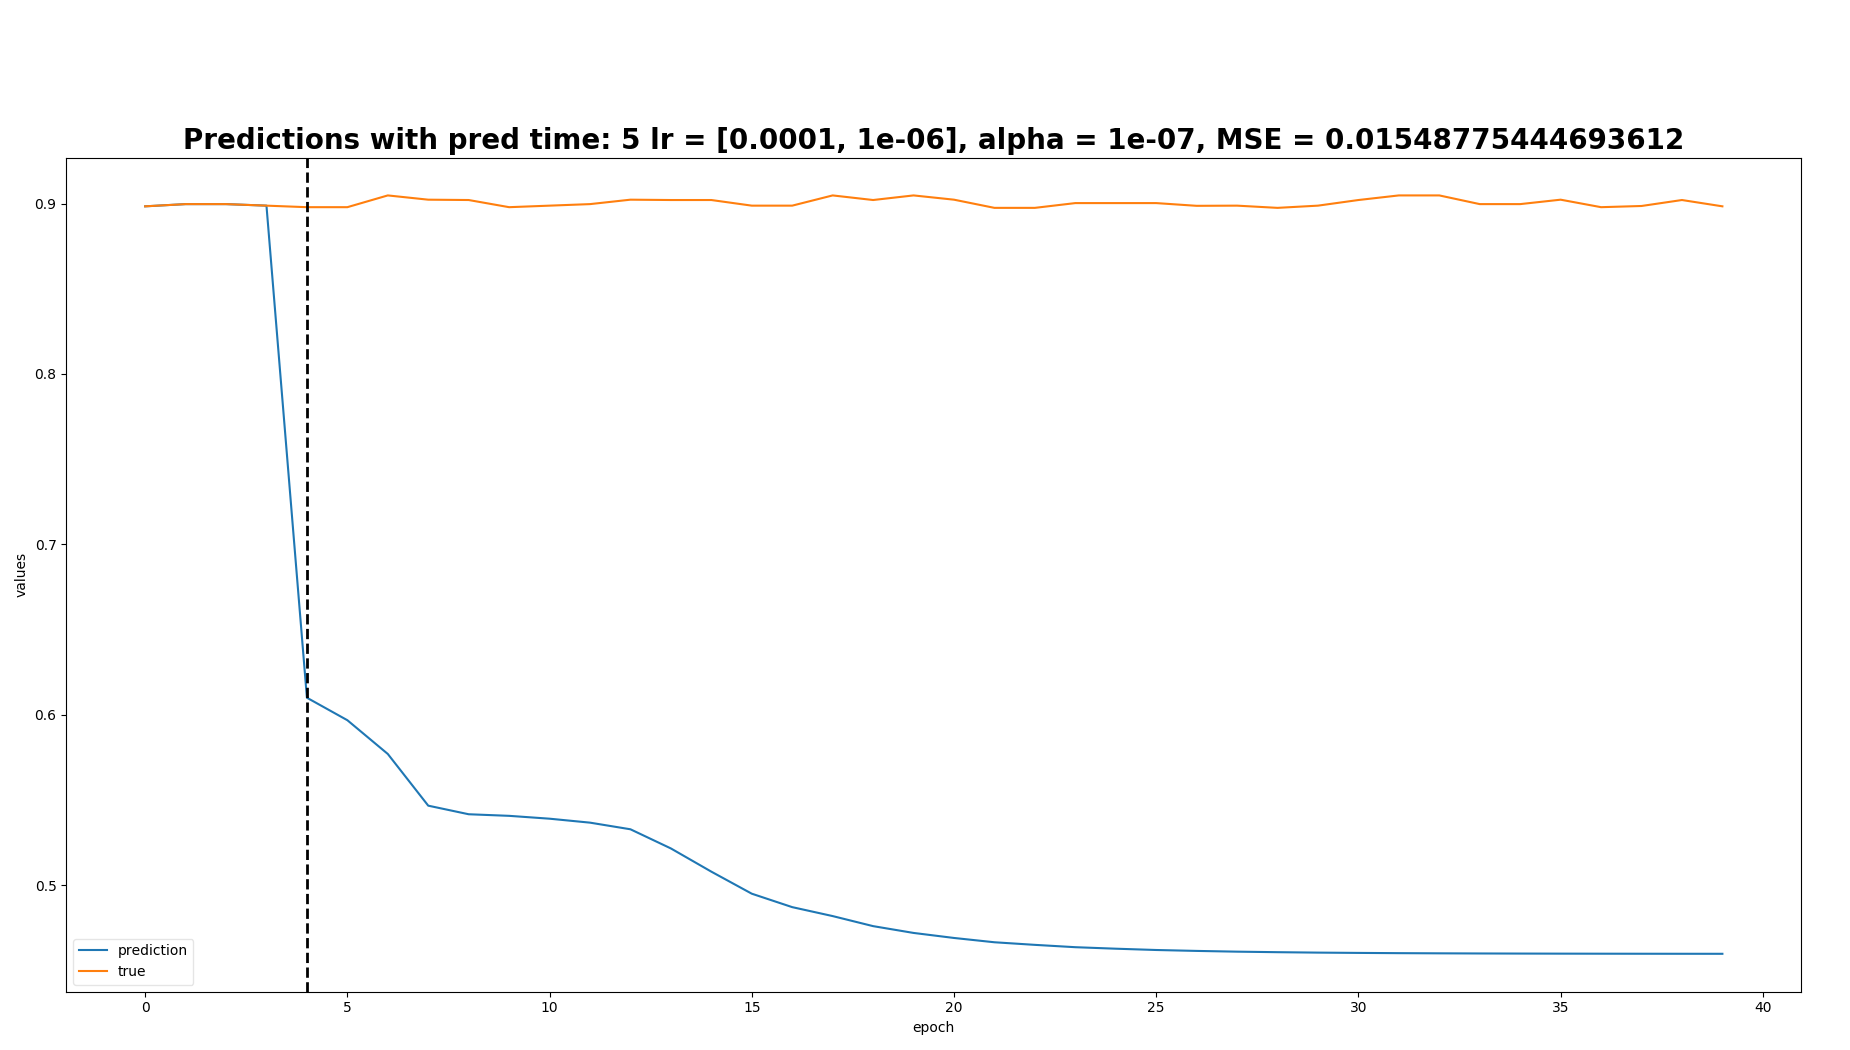 Predictions with pred time: 5 lr = [0.0001, 1e-06], alpha = 1e-07, MSE = 0.01548775444693612
values
0.9
0.8
0.7
0.6
0.5
prediction
true
0 5 10 15 20 25 30 35 40
epoch